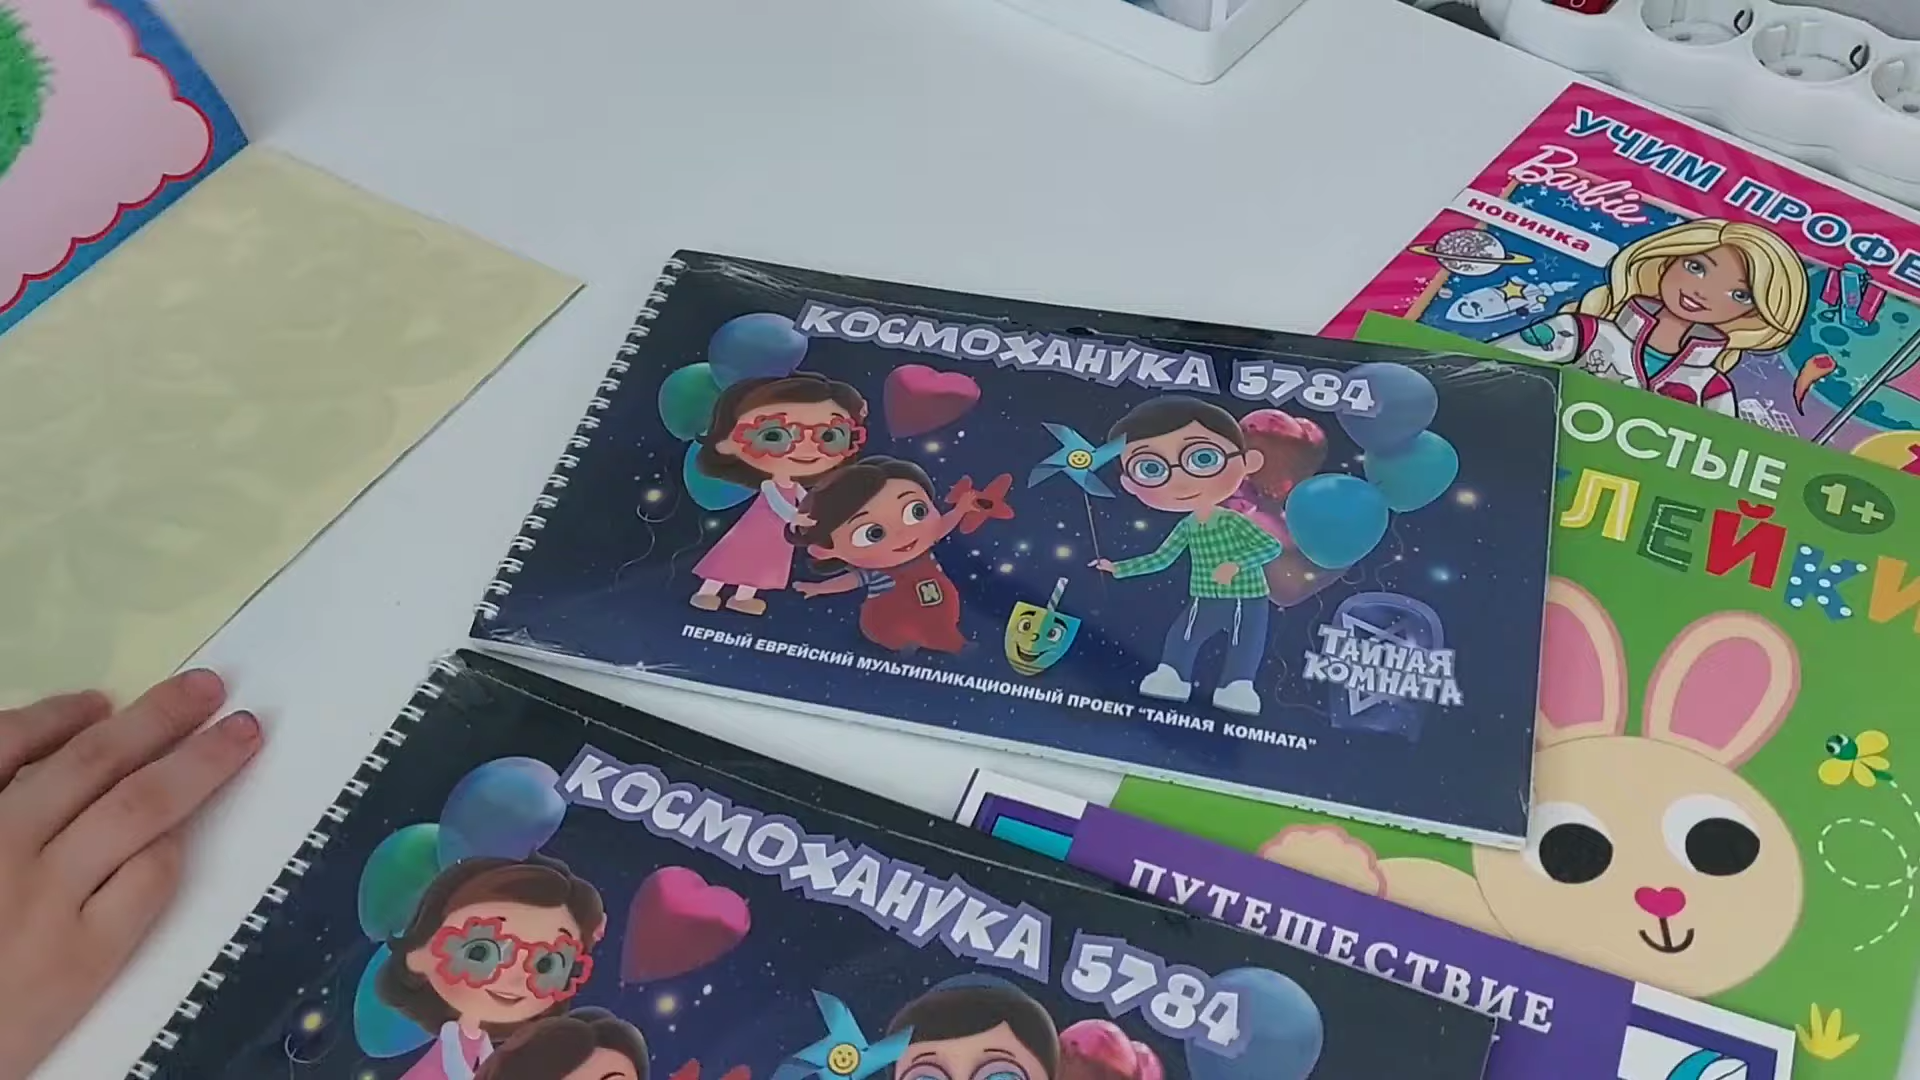 УЧИМ ПРОФЕ
Barbie
НОВИНКА
КОСМОХАНУКА 5784
ПЕРВЫЙ ЕВРЕЙСКИЙ МУЛЬТИПЛИКАЦИОННЫЙ ПРОЕКТ "ТАЙНАЯ КОМНАТА"
ТАЙНАЯ
КОМНАТА
ОСТЫЕ
1+
ЛЕЙКИ
ПУТЕШЕСТВИЕ
КОСМОХАНУКА 5784